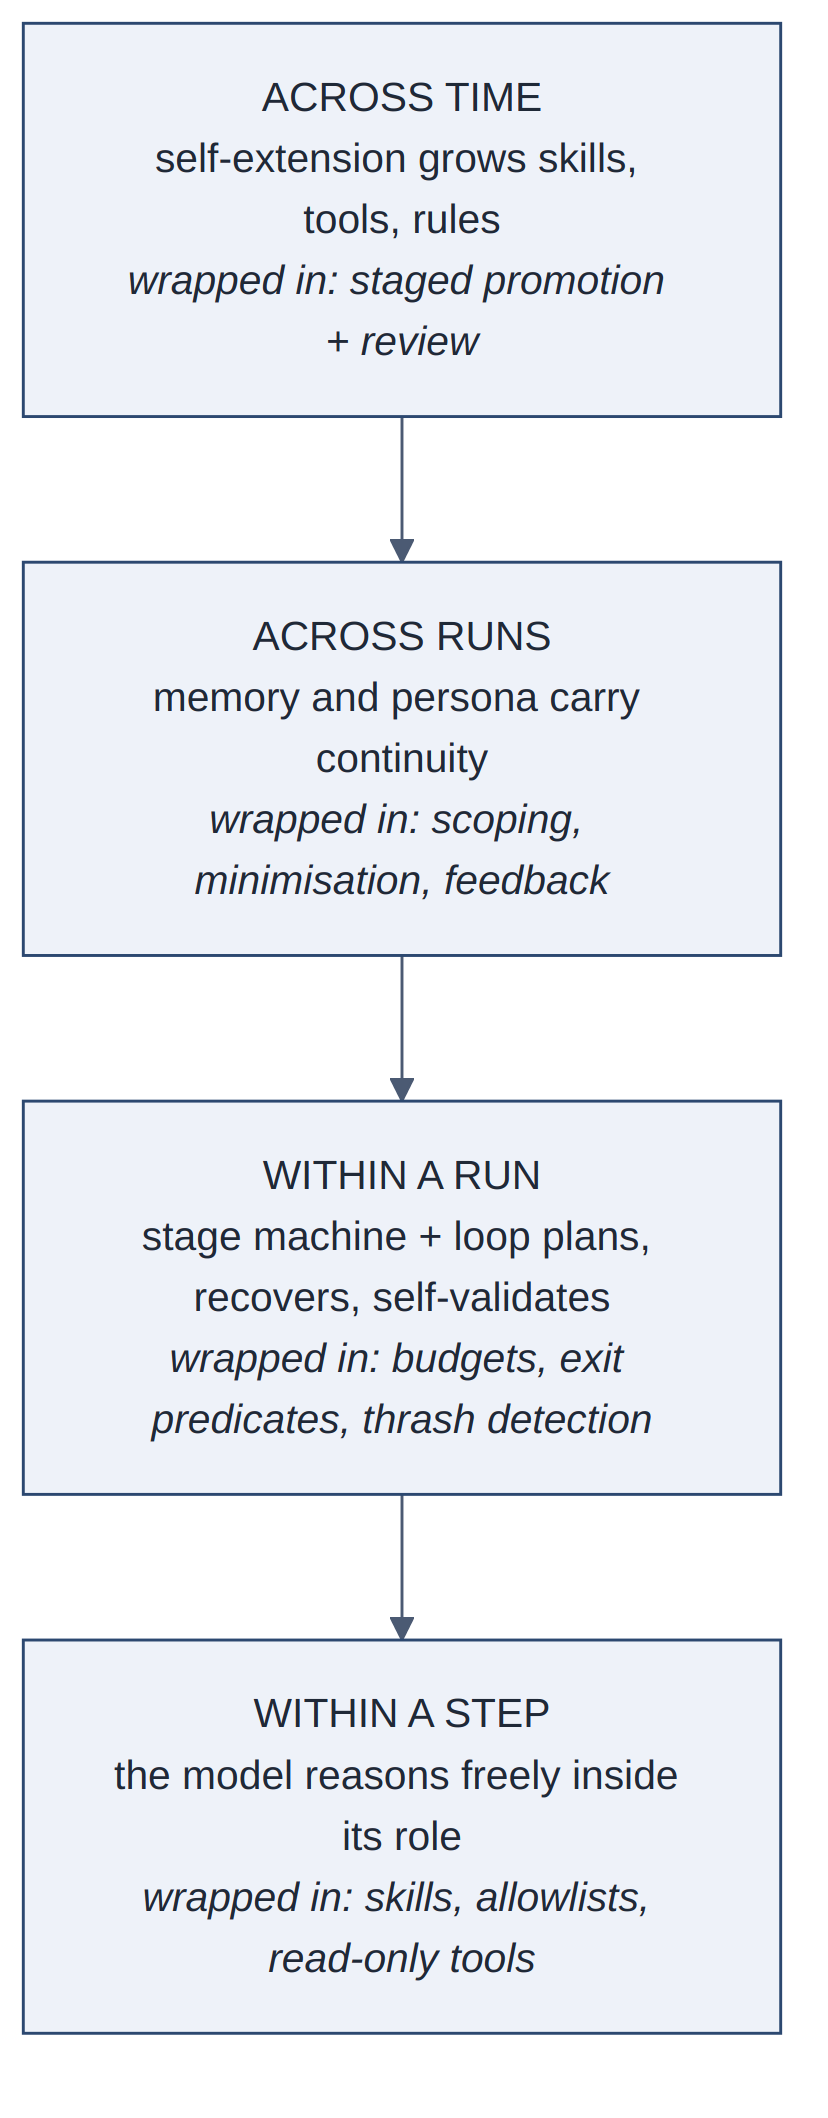 ACROSS TIME
self-extension grows skills,
tools, rules
wrapped in: staged promotion
+ review
ACROSS RUNS
memory and persona carry
continuity
wrapped in: scoping,
minimisation, feedback
WITHIN A RUN
stage machine + loop plans,
recovers, self-validates
wrapped in: budgets, exit
predicates, thrash detection
WITHIN A STEP
the model reasons freely inside
its role
wrapped in: skills, allowlists,
read-only tools